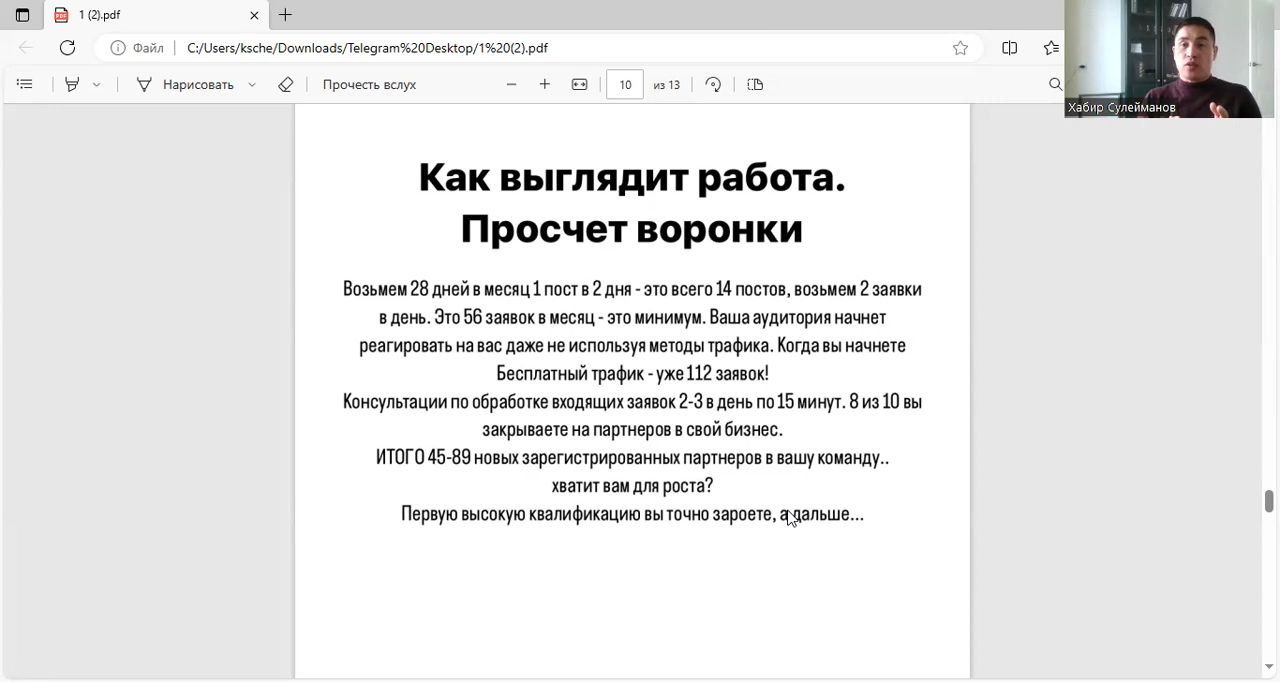 1 (2).pdf
Файл
C:/Users/ksche/Downloads/Telegram%20Desktop/1%20(2).pdf
Нарисовать
Прочесть вслух
10
из 13
Хабир Сулейманов
Как выглядит работа.
Просчет воронки
Возьмем 28 дней в месяц 1 пост в 2 дня - это всего 14 постов, возьмем 2 заявки
в день. Это 56 заявок в месяц - это минимум. Ваша аудитория начнет
реагировать на вас даже не используя методы трафика. Когда вы начнете
Бесплатный трафик - уже 112 заявок!
Консультации по обработке входящих заявок 2-3 в день по 15 минут. 8 из 10 вы
закрываете на партнеров в свой бизнес.
ИТОГО 45-89 новых зарегистрированных партнеров в вашу команду..
хватит вам для роста?
Первую высокую квалификацию вы точно зароете, а дальше...